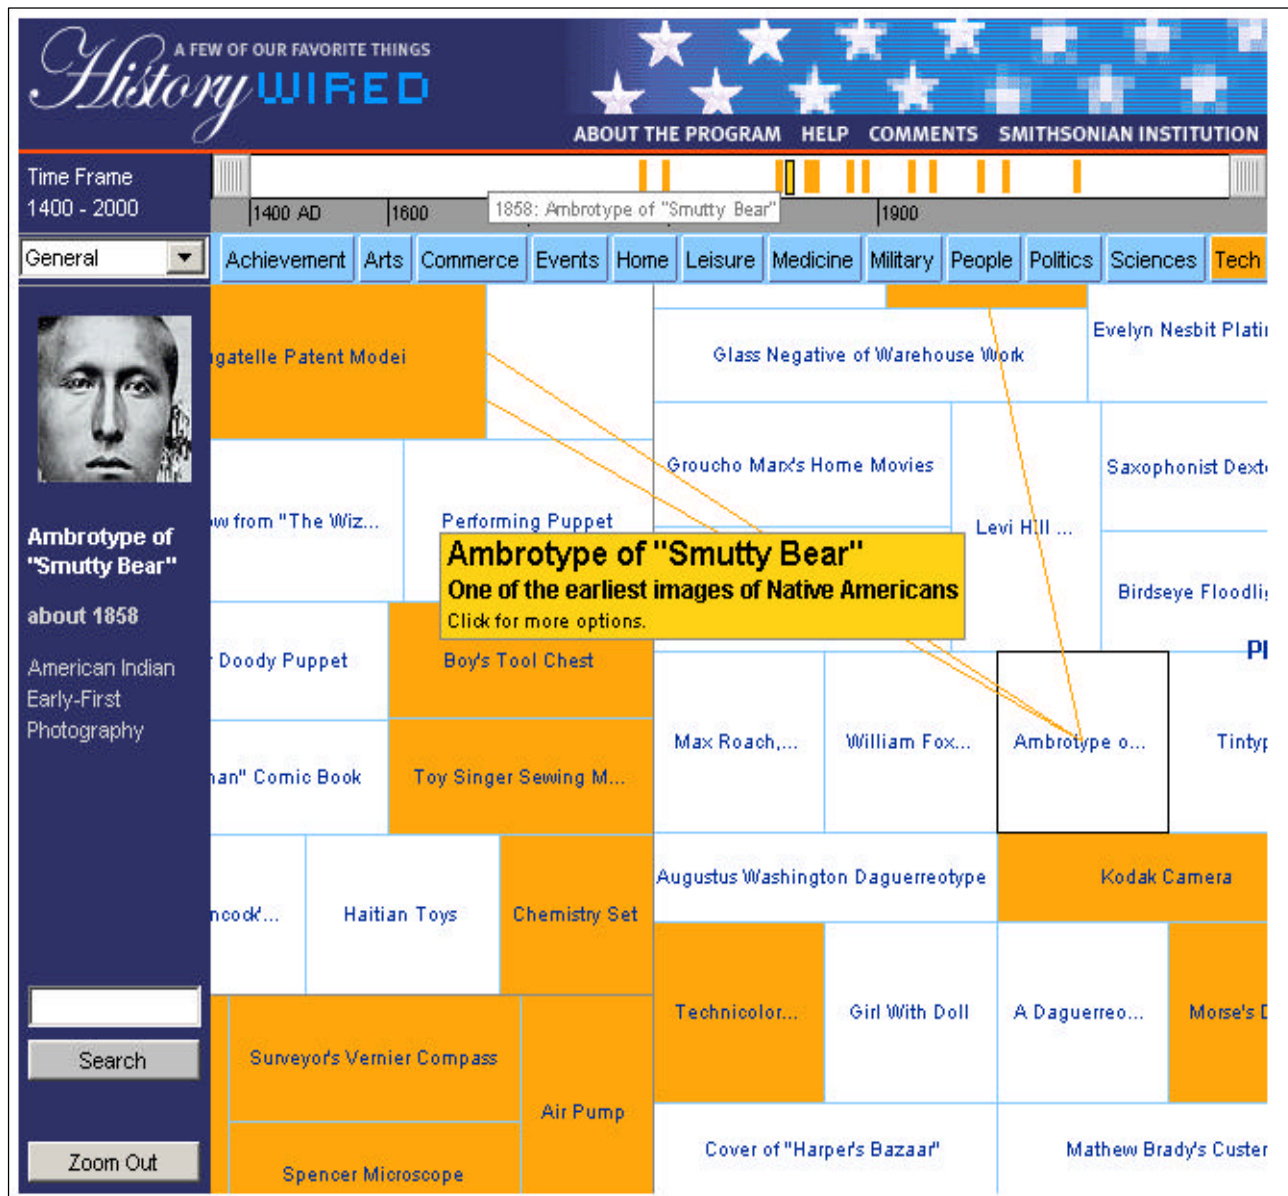 A FEW OF OUR FAVORITE THINGS
History WIRED
ABOUT THE PROGRAM HELP COMMENTS SMITHSONIAN INSTITUTION
Time Frame
1400 - 2000
1400 AD 1600 1900
1858: Ambrotype of "Smutty Bear"
General
Achievement Arts Commerce Events Home Leisure Medicine Military People Politics Sciences Tech
Ambrotype of
"Smutty Bear"
about 1858
American Indian
Early-First
Photography
Search
Zoom Out
gatelle Patent Model
Glass Negative of Warehouse Work
Evelyn Nesbit Platin
Groucho Marx's Home Movies
Saxophonist Dext
ow from "The Wiz...
Performing Puppet
Levi Hill ...
Ambrotype of "Smutty Bear"
One of the earliest images of Native Americans
Click for more options.
Birdseye Floodli
Doody Puppet
Boy's Tool Chest
Max Roach,...
William Fox...
Ambrotype o...
Tintyp
an" Comic Book
Toy Singer Sewing M...
Augustus Washington Daguerreotype
Kodak Camera
ncock'...
Haitian Toys
Chemistry Set
Technicolor...
Girl With Doll
A Daguerreo...
Morse's D
Surveyor's Vernier Compass
Air Pump
Spencer Microscope
Cover of "Harper's Bazaar"
Mathew Brady's Custer